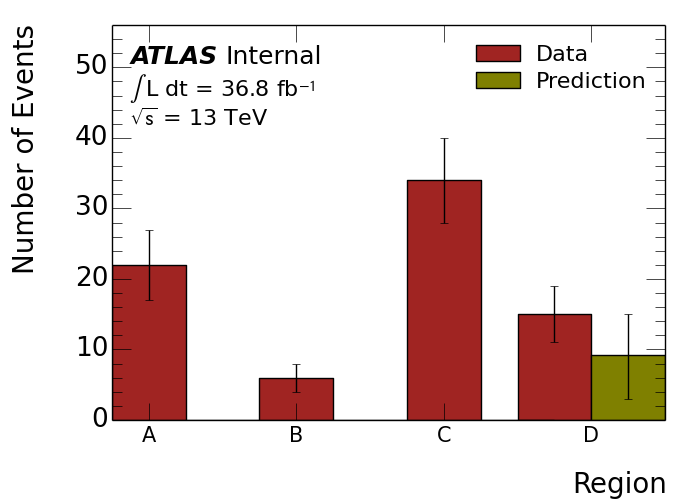 ATLAS Internal
∫L dt = 36.8 fb⁻¹
√s = 13 TeV
Data
Prediction
Number of Events
50
40
30
20
10
0
A B C D
Region